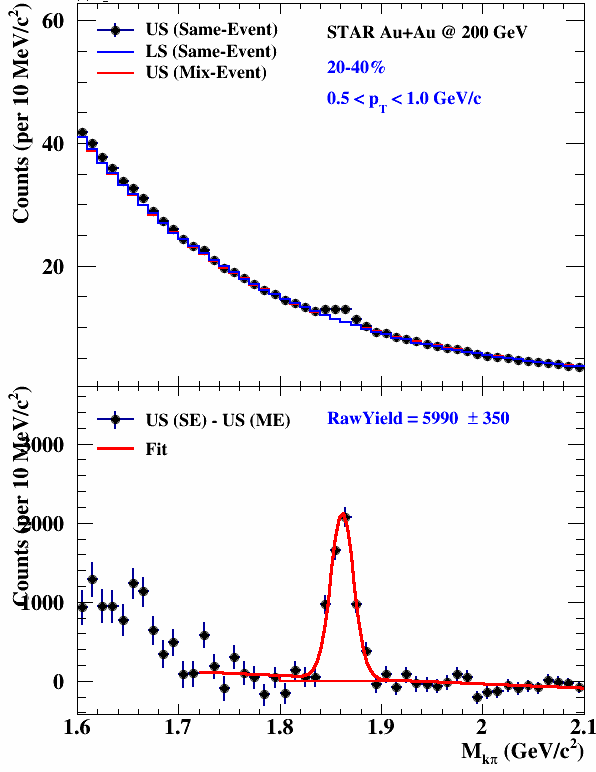 60
40
20
Counts (per 10 MeV/c²)
US (Same-Event)
LS (Same-Event)
US (Mix-Event)
STAR Au+Au @ 200 GeV
20-40%
0.5 < p_T < 1.0 GeV/c
Counts (per 10 MeV/c²)
3000
2000
1000
0
US (SE) - US (ME)
Fit
RawYield = 5990 ± 350
1.6 1.7 1.8 1.9 2 2.1
M_kπ (GeV/c²)